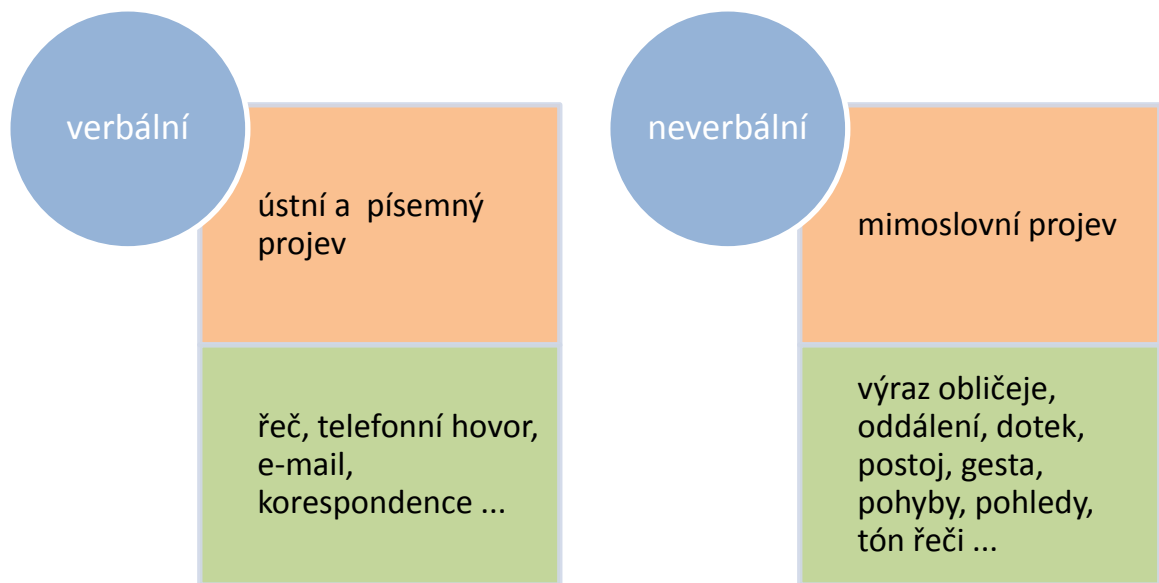 verbální
ústní a  písemný
projev
řeč, telefonní hovor,
e-mail,
korespondence ...
neverbální
mimoslovní projev
výraz obličeje,
oddálení, dotek,
postoj, gesta,
pohyby, pohledy,
tón řeči ...